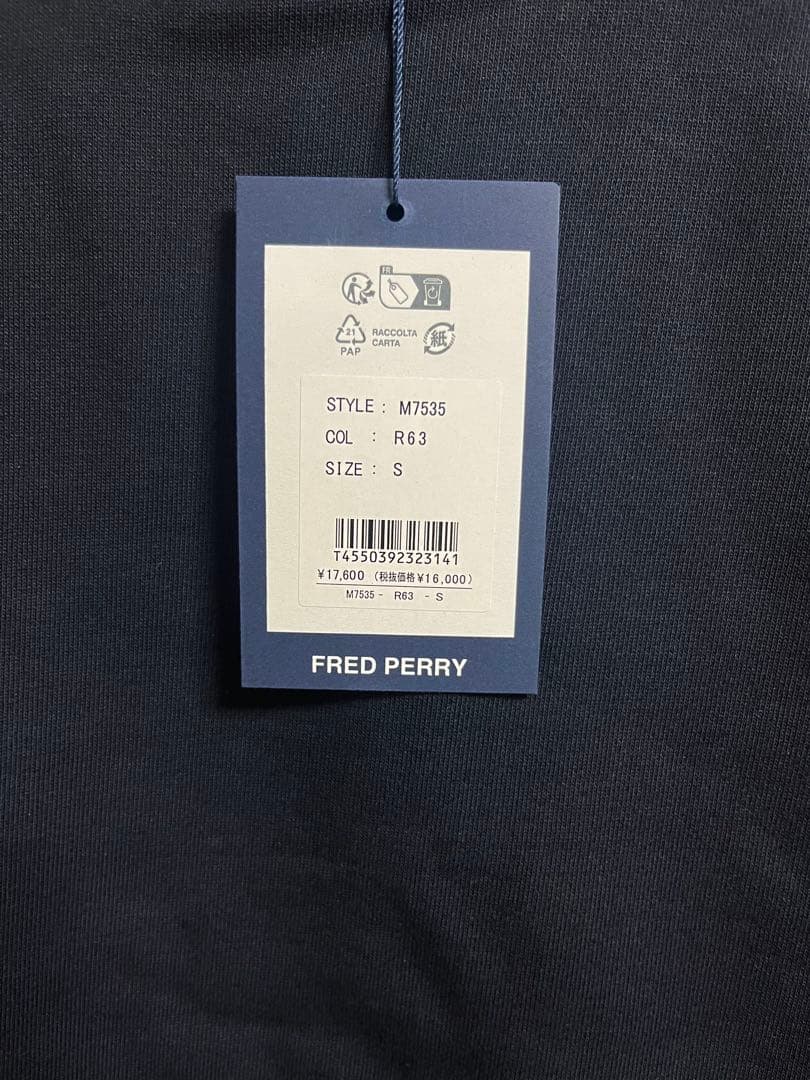 FR
21
PAP
RACCOLTA
CARTA
紙
STYLE : M7535
COL : R63
SIZE : S
T4550392323141
¥17,600 (税抜価格¥16,000)
M7535 - R63 - S
FRED PERRY